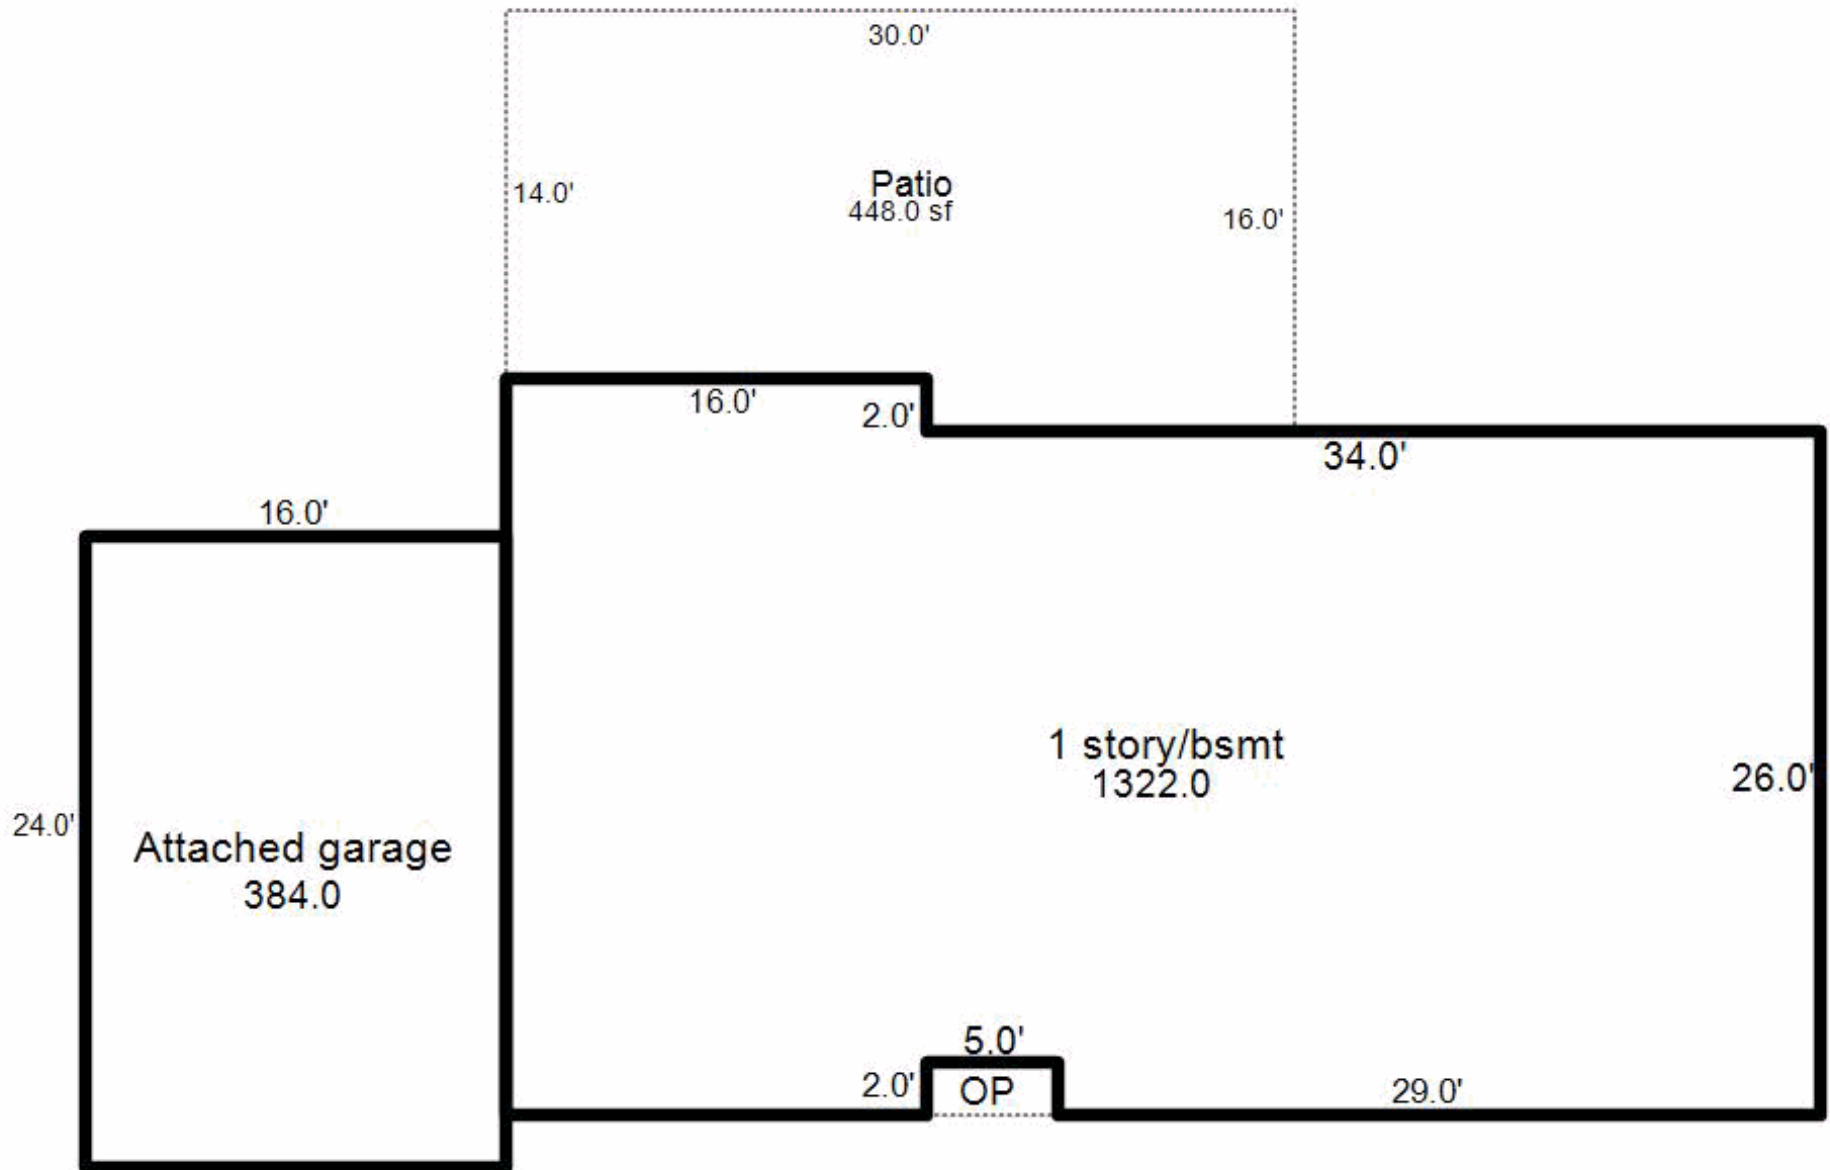 30.0'
14.0'
Patio
448.0 sf
16.0'
16.0'
2.0'
34.0'
16.0'
1 story/bsmt
1322.0
26.0'
24.0'
Attached garage
384.0
5.0'
2.0'
OP
29.0'